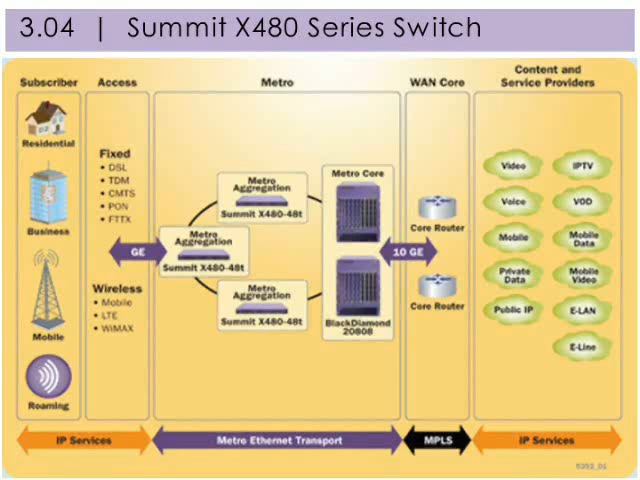 3.04 | Summit X480 Series Switch
Subscriber
Access
Metro
WAN Core
Content and
Service Providers
Residential
Business
Mobile
Roaming
Fixed
• DSL
• TDM
• CMTS
• PON
• FTTX
GE
Wireless
• Mobile
• LTE
• WiMAX
Metro
Aggregation
Summit X480-48t
Metro
Aggregation
Summit X480-48t
Metro
Aggregation
Summit X480-48t
Metro Core
BlackDiamond
20808
10 GE
Core Router
Core Router
Video
IPTV
Voice
VOD
Mobile
Mobile
Data
Private
Data
Mobile
Video
Public IP
E-LAN
E-Line
IP Services
Metro Ethernet Transport
MPLS
IP Services